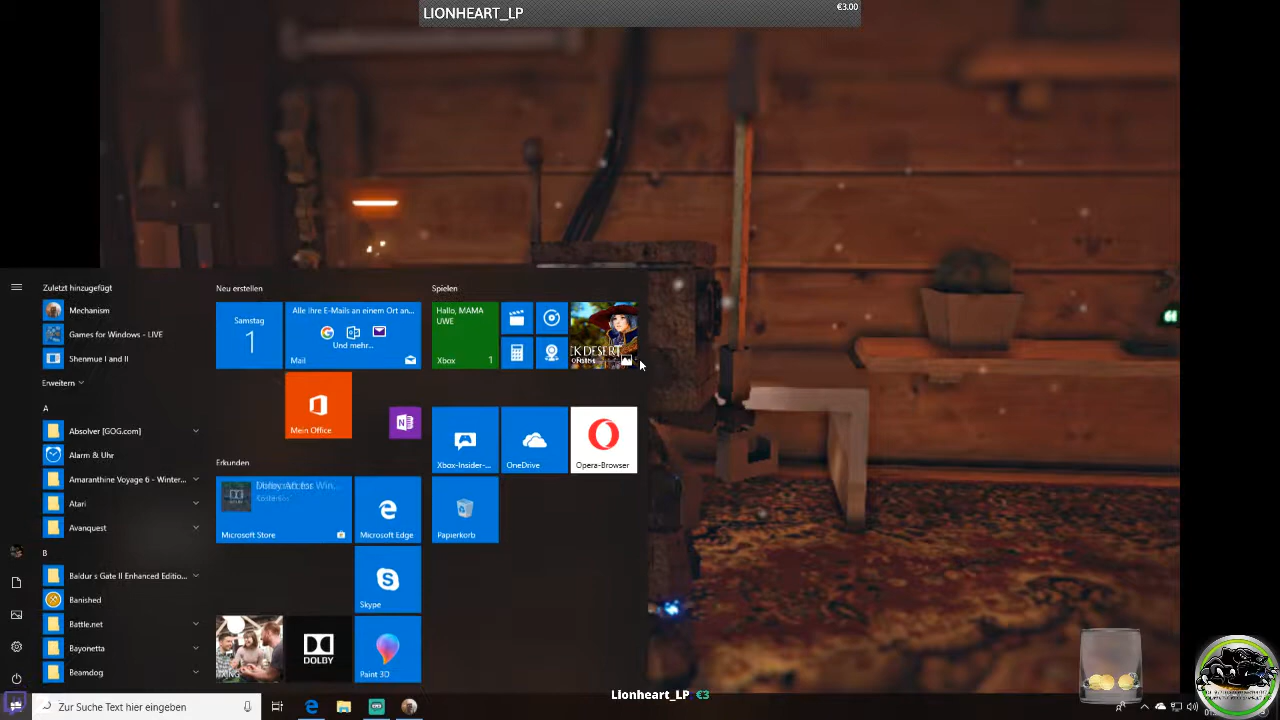 LIONHEART_LP
€3.00
Zuletzt hinzugefügt
Mechanism
Games for Windows - LIVE
Shenmue I and II
Erweitern
A
Absolver [GOG.com]
Alarm & Uhr
Amaranthine Voyage 6 - Winter...
Atari
Avanquest
B
Baldur s Gate II Enhanced Editio...
Banished
Battle.net
Bayonetta
Beamdog
Neu erstellen
Samstag
1
Alle ihre E-Mails an einem Ort an...
Und mehr...
Mail
Mein Office
Erkunden
Microsoft Store
Microsoft Edge
Skype
DOLBY
Paint 3D
Spielen
Hallo, MAMA
UWE
Xbox
1
Xbox-Insider-...
OneDrive
Opera-Browser
Papierkorb
Zur Suche Text hier eingeben
Lionheart_LP €3